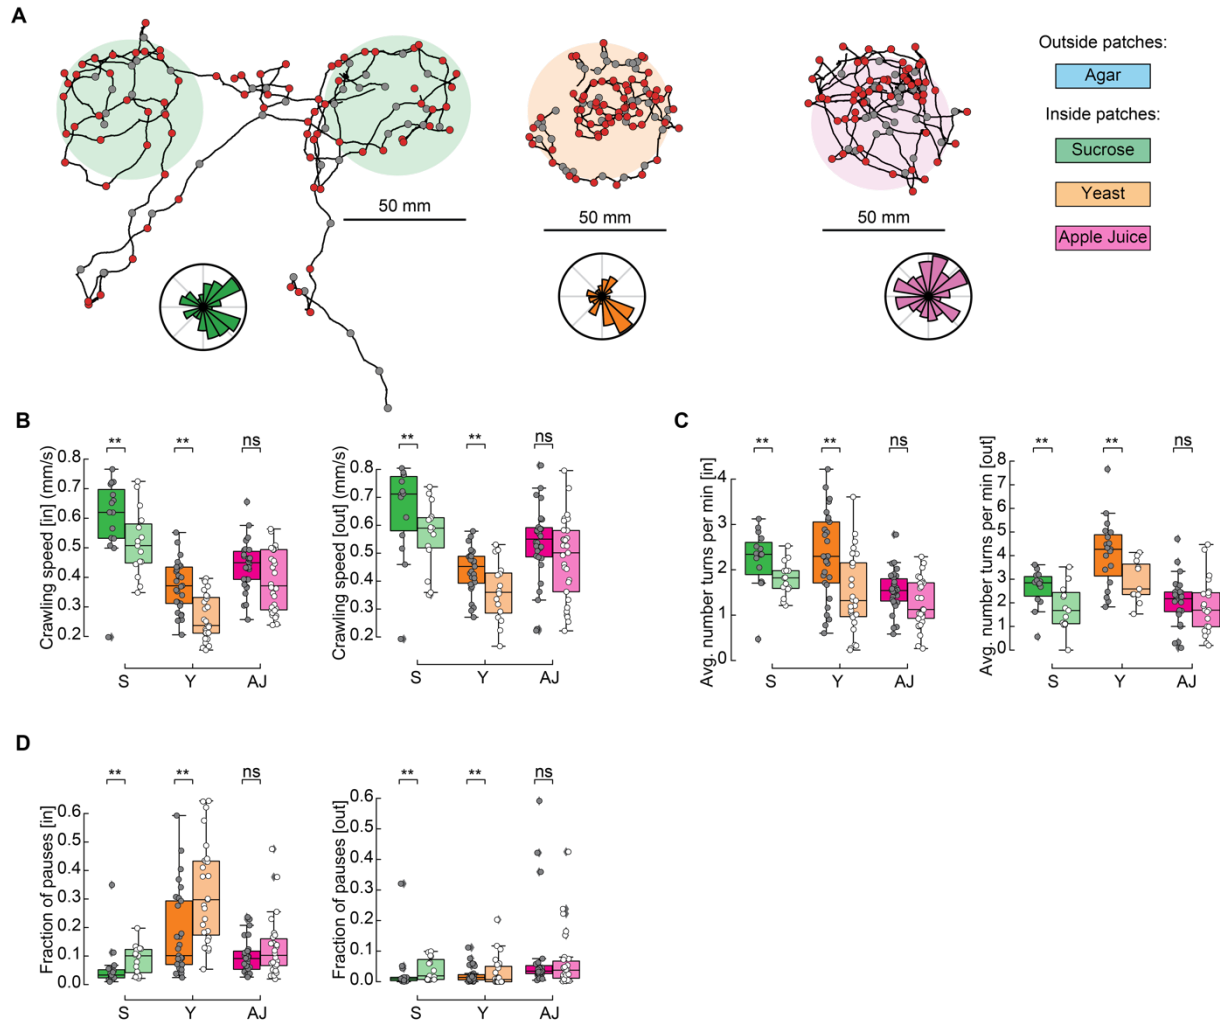 A
Outside patches:
Agar
Inside patches:
Sucrose
Yeast
Apple Juice
50 mm
50 mm
50 mm
B
** ** ns
Crawling speed [in] (mm/s)
0.8
0.7
0.6
0.5
0.4
0.3
0.2
S Y AJ
** ** ns
Crawling speed [out] (mm/s)
0.8
0.7
0.6
0.5
0.4
0.3
0.2
S Y AJ
C
** ** ns
Avg. number turns per min [in]
4
3
2
1
0
S Y AJ
** ** ns
Avg. number turns per min [out]
8
7
6
5
4
3
2
1
0
S Y AJ
D
** ** ns
Fraction of pauses [in]
0.6
0.5
0.4
0.3
0.2
0.1
0.0
S Y AJ
** ** ns
Fraction of pauses [out]
0.6
0.5
0.4
0.3
0.2
0.1
0.0
S Y AJ